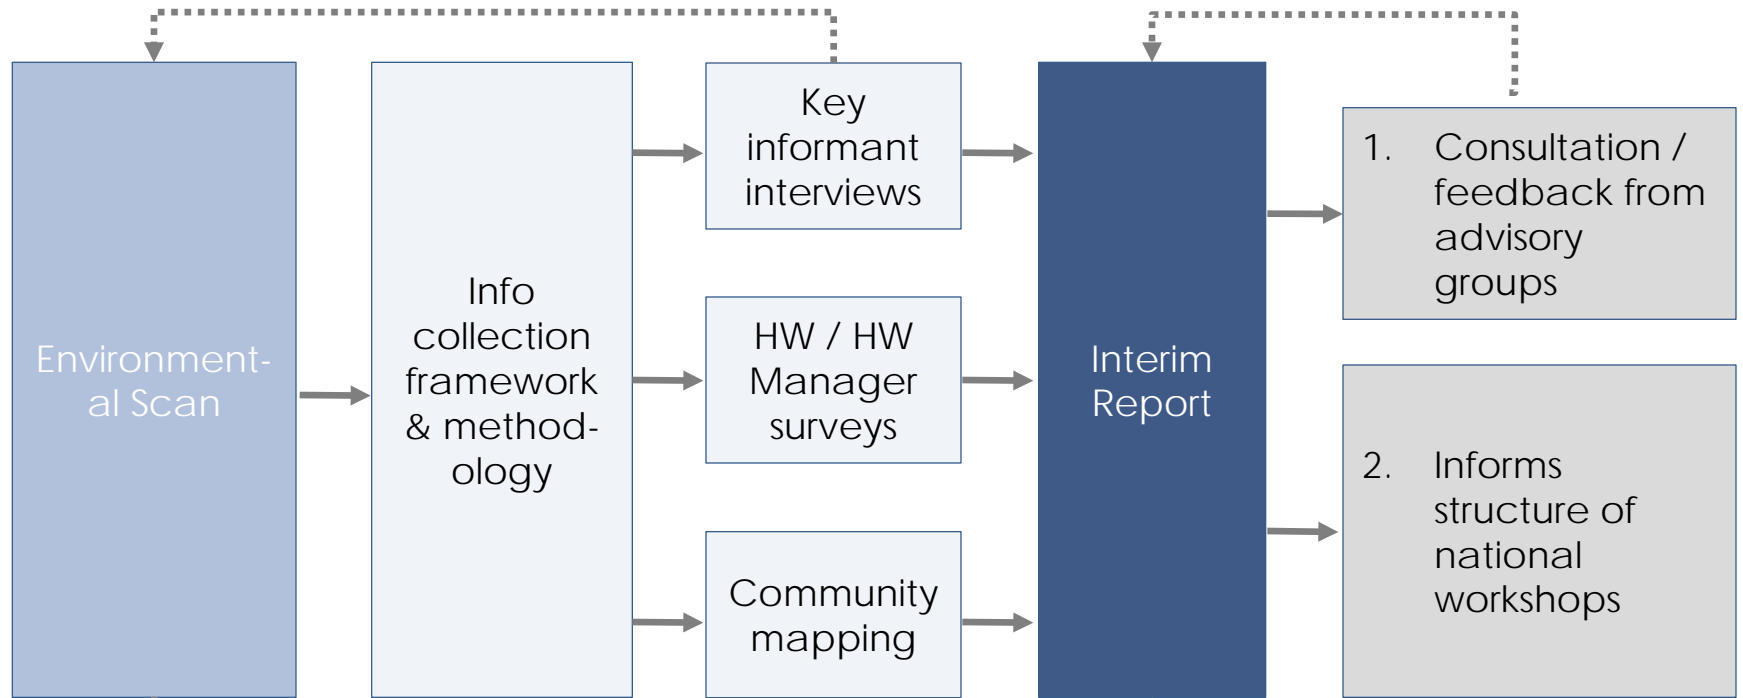 Environment-
al Scan
Info
collection
framework
& method-
ology
Key
informant
interviews
HW / HW
Manager
surveys
Community
mapping
Interim
Report
1. Consultation /
feedback from
advisory
groups
2. Informs
structure of
national
workshops